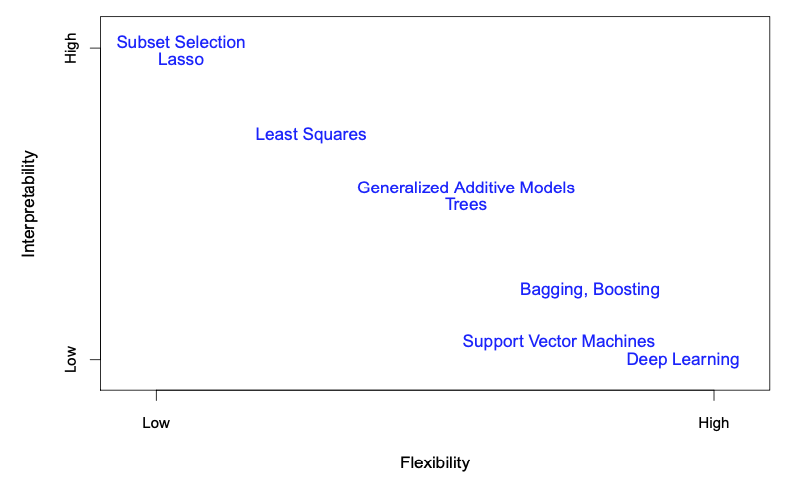 High
Subset Selection
Lasso
Least Squares
Interpretability
Generalized Additive Models
Trees
Bagging, Boosting
Support Vector Machines
Low
Deep Learning
Low
High
Flexibility